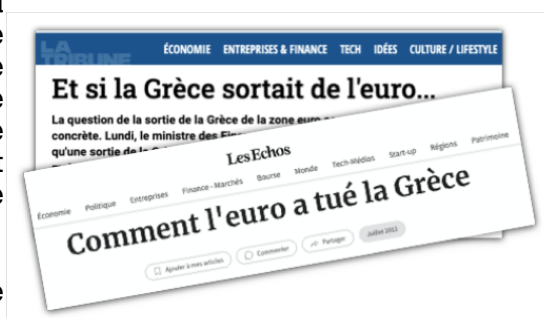 LA TRIBUNE
ÉCONOMIE ENTREPRISES & FINANCE TECH IDÉES CULTURE / LIFESTYLE
Et si la Grèce sortait de l'euro...
La question de la sortie de la Grèce de la zone euro
concrète. Lundi, le ministre des
qu'une sortie de la
Les Echos
Économie Politique Entreprises Finance - Marchés Bourse Monde Tech-Médias Start-up Régions Patrimoine
Comment l'euro a tué la Grèce
Ajouter à mes articles Commenter Partager Juillet 2011